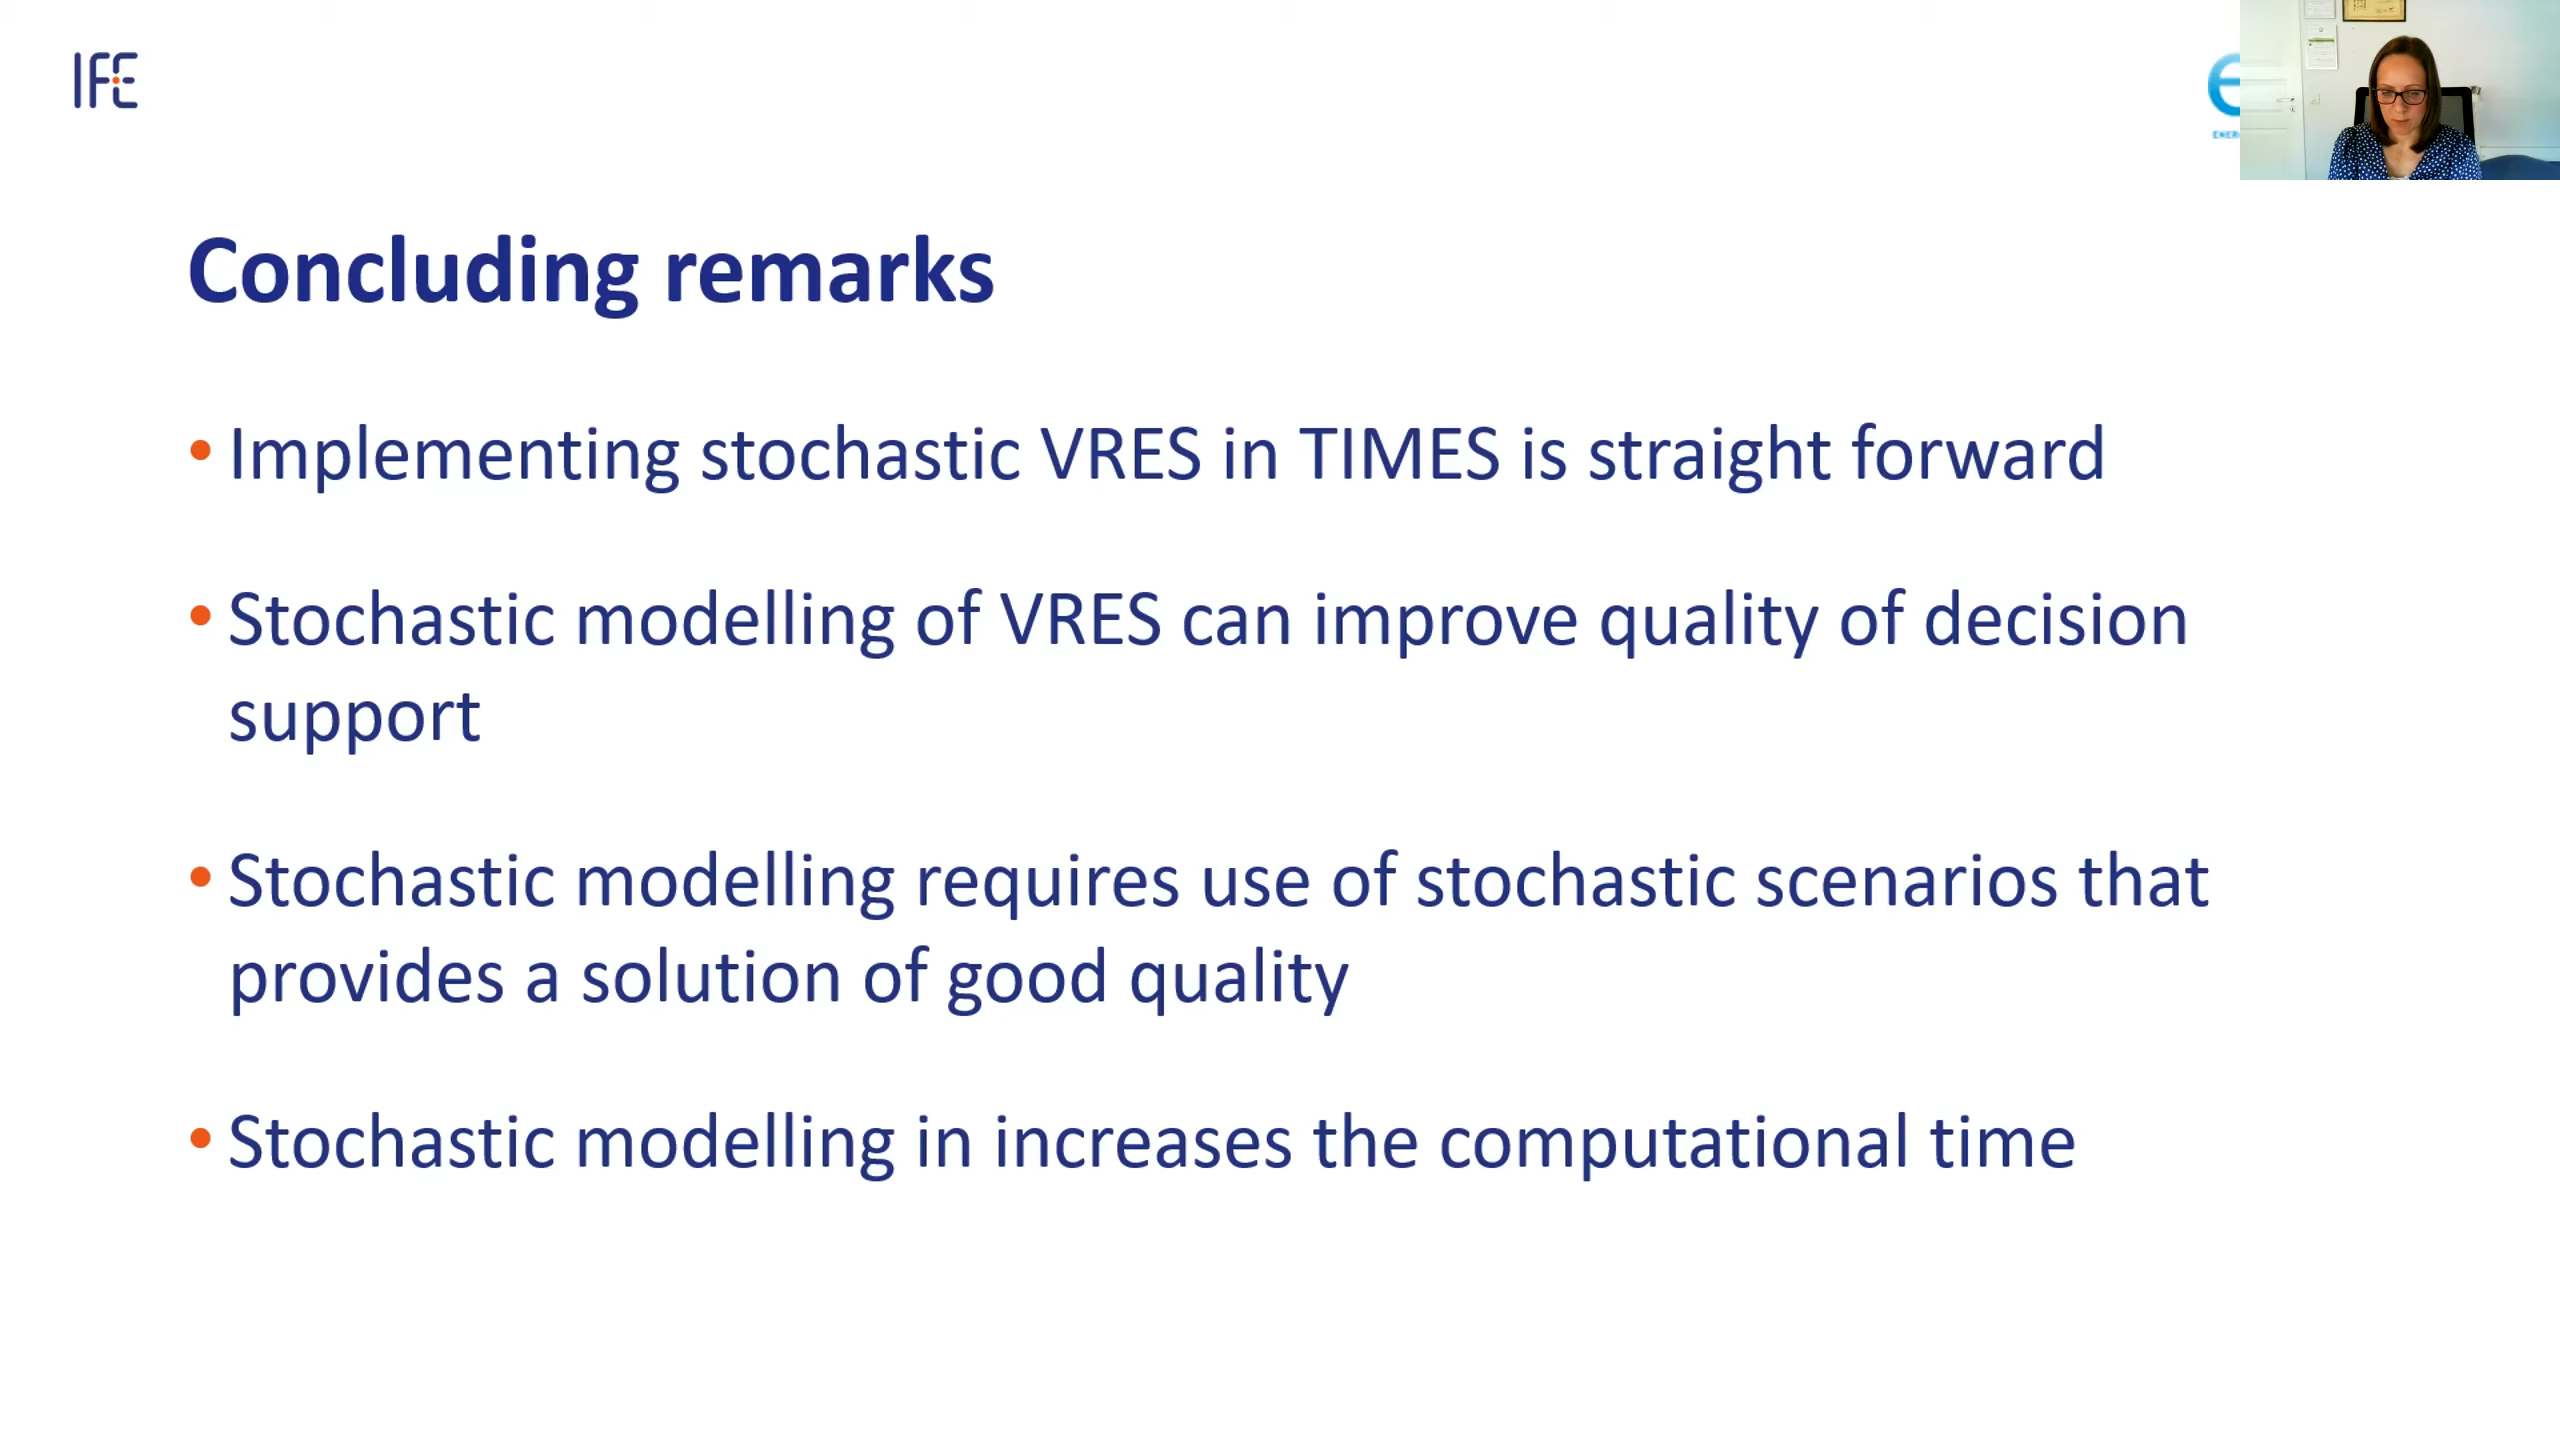 IFE
ENER
Concluding remarks
• Implementing stochastic VRES in TIMES is straight forward
• Stochastic modelling of VRES can improve quality of decision
support
• Stochastic modelling requires use of stochastic scenarios that
provides a solution of good quality
• Stochastic modelling in increases the computational time